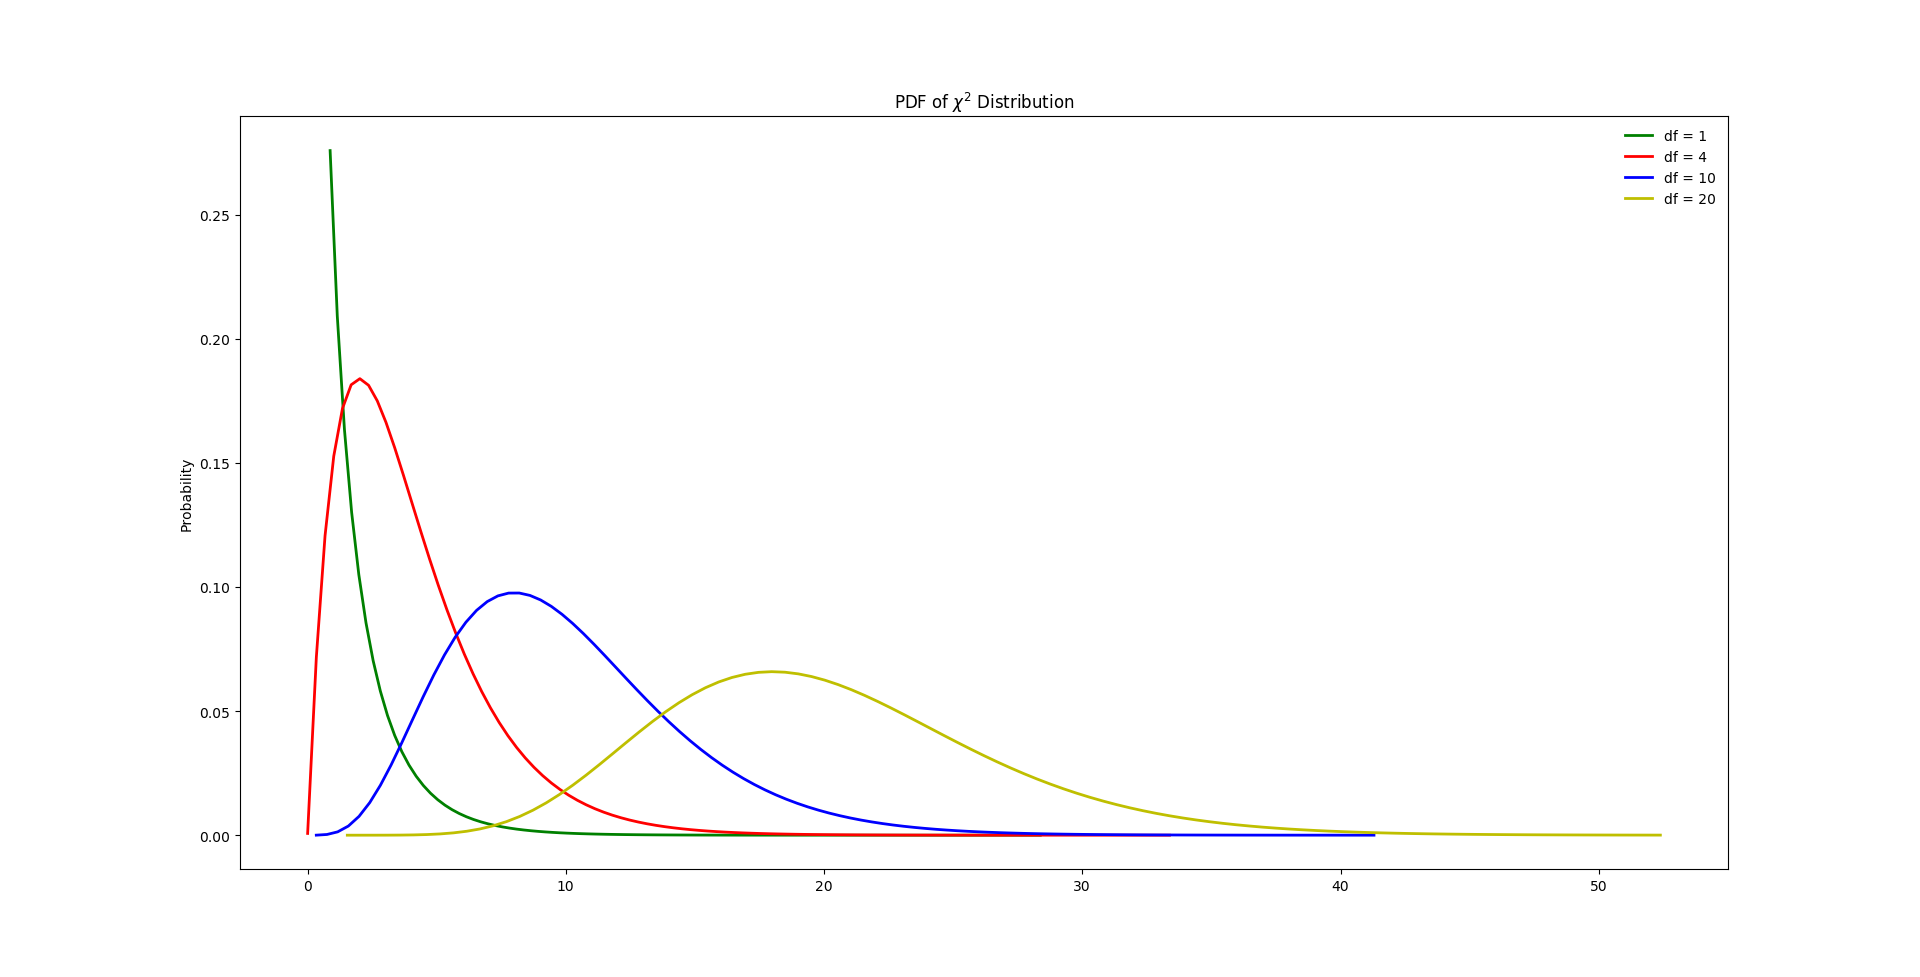 PDF of χ² Distribution
df = 1
df = 4
df = 10
df = 20
Probability
0.25
0.20
0.15
0.10
0.05
0.00
0 10 20 30 40 50